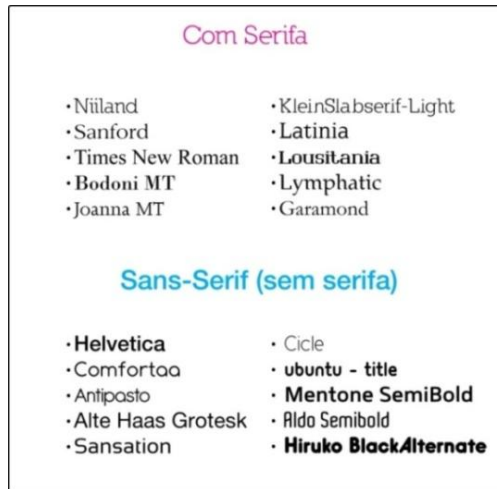 Com Serifa
·Niiland
·Sanford
·Times New Roman
·Bodoni MT
·Joanna MT
·KleinSlabserif-Light
·Latinia
·Lousitania
·Lymphatic
·Garamond
Sans-Serif (sem serifa)
·Helvetica
·Comfortaa
·Antipasto
·Alte Haas Grotesk
·Sansation
· Cicle
· ubuntu - title
· Mentone SemiBold
· Aldo Semibold
· Hiruko BlackAlternate